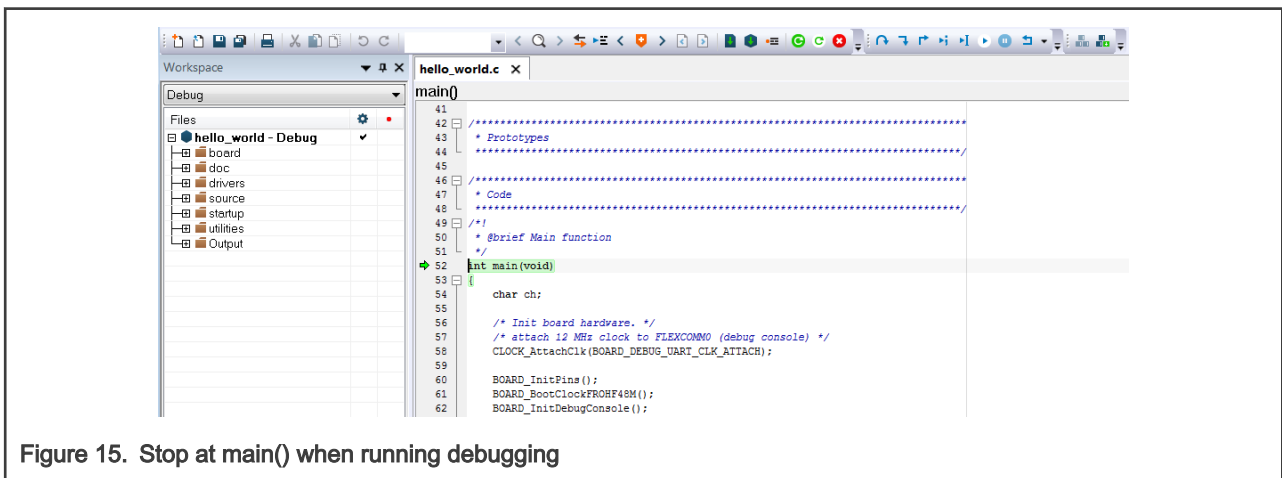 Workspace
hello_world.c X
Debug
main()
Files
hello_world - Debug
board
doc
drivers
source
startup
utilities
Output
41
42 /*******************************************************************************
43 * Prototypes
44 ******************************************************************************/
45
46 /*******************************************************************************
47 * Code
48 ******************************************************************************/
49 /*!
50 * @brief Main function
51 */
52 int main(void)
53 {
54 char ch;
55
56 /* Init board hardware. */
57 /* attach 12 MHz clock to FLEXCOMM0 (debug console) */
58 CLOCK_AttachClk(BOARD_DEBUG_UART_CLK_ATTACH);
59
60 BOARD_InitPins();
61 BOARD_BootClockFROHF48M();
62 BOARD_InitDebugConsole();
Figure 15. Stop at main() when running debugging